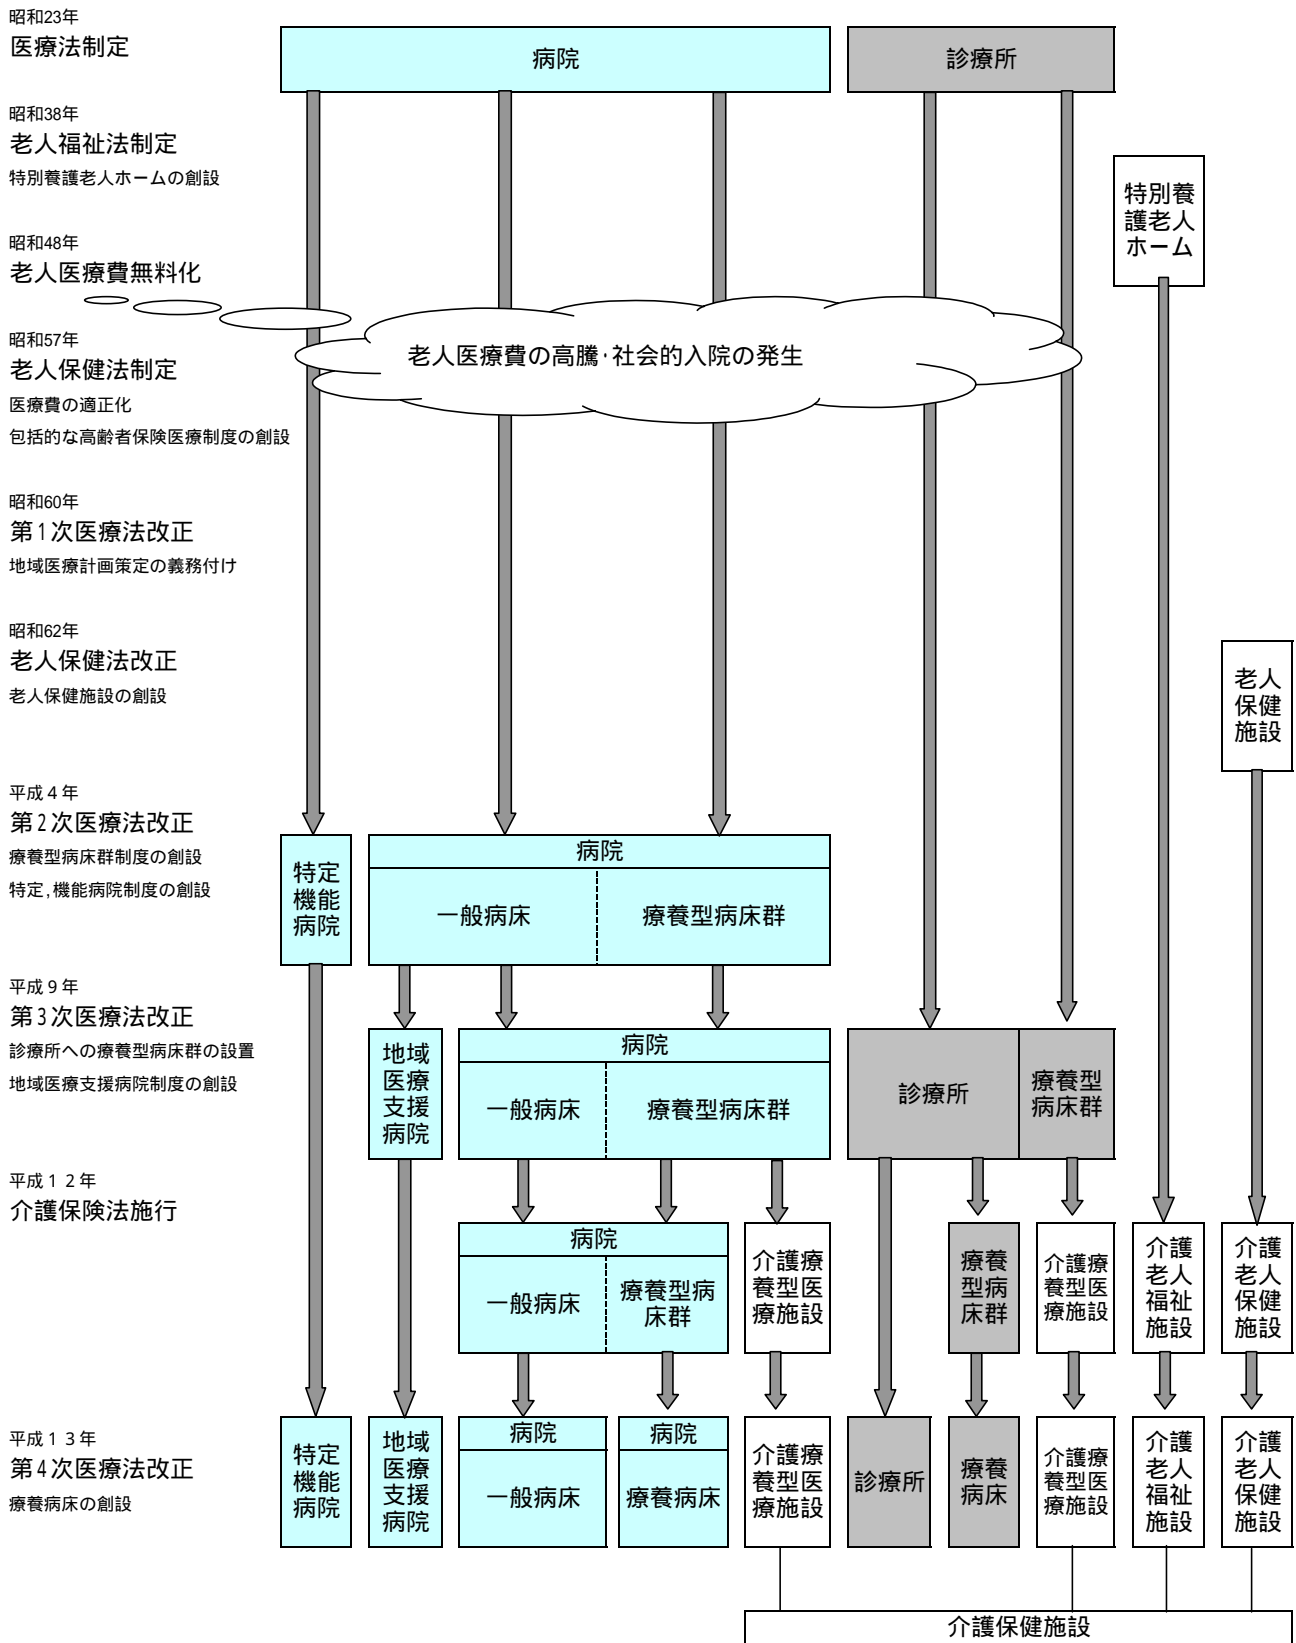 昭和23年
医療法制定
病院
診療所
昭和38年
老人福祉法制定
特別養護老人ホームの創設
特別養
護老人
ホーム
昭和48年
老人医療費無料化
老人医療費の高騰・社会的入院の発生
昭和57年
老人保健法制定
医療費の適正化
包括的な高齢者保険医療制度の創設
昭和60年
第1次医療法改正
地域医療計画策定の義務付け
昭和62年
老人保健法改正
老人保健施設の創設
老人
保健
施設
平成4年
第2次医療法改正
療養型病床群制度の創設
特定,機能病院制度の創設
特定
機能
病院
病院
一般病床
療養型病床群
平成9年
第3次医療法改正
診療所への療養型病床群の設置
地域医療支援病院制度の創設
地域
医療
支援
病院
病院
一般病床
療養型病床群
診療所
療養型
病床群
平成12年
介護保険法施行
病院
一般病床
療養型病
床群
介護療
養型医
療施設
療養
型病
床群
介護療
養型医
療施設
介護
老人
福祉
施設
介護
老人
保健
施設
平成13年
第4次医療法改正
療養病床の創設
特定
機能
病院
地域
医療
支援
病院
病院
一般病床
病院
療養病床
介護療
養型医
療施設
診療所
療養
病床
介護療
養型医
療施設
介護
老人
福祉
施設
介護
老人
保健
施設
介護保健施設